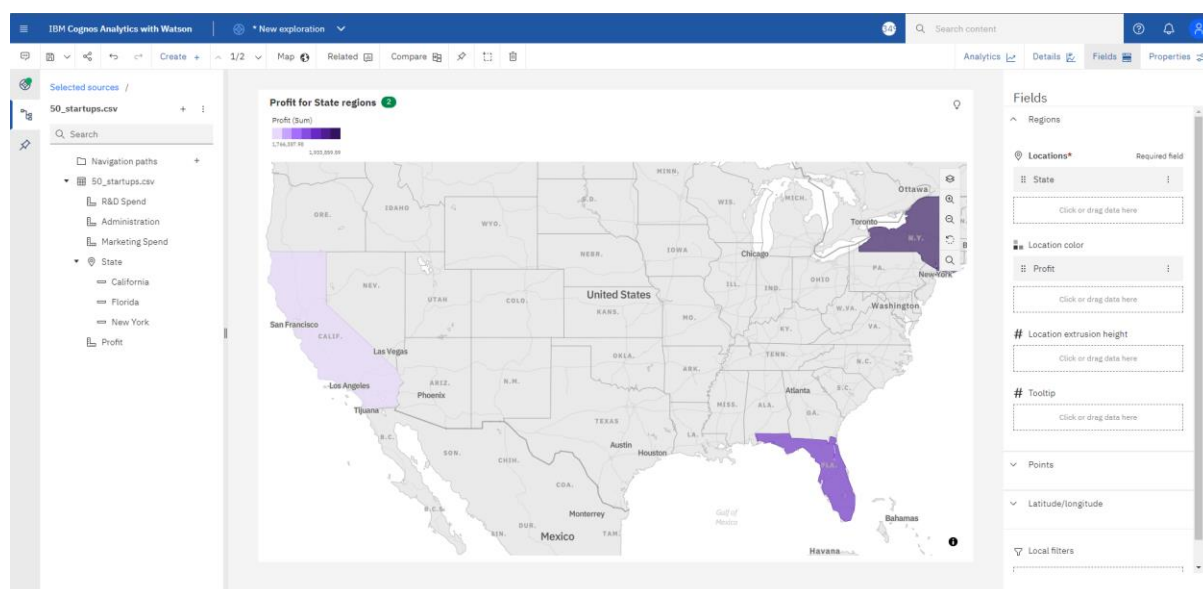 IBM Cognos Analytics with Watson
* New exploration
Search content
Create +
1/2
Map
Related
Compare
Analytics
Details
Fields
Properties
Selected sources /
50_startups.csv
Search
Navigation paths
50_startups.csv
R&D Spend
Administration
Marketing Spend
State
California
Florida
New York
Profit
Profit for State regions 2
Profit (Sum)
MINN.
Ottawa
ORE.
IDAHO
WYO.
WIS.
MICH.
Toronto
N.Y.
NEBR.
IOWA
Chicago
PA.
New York
NEV.
UTAH
COLO.
United States
ILL.
IND.
OHIO
KANS.
MO.
W.VA.
Washington
San Francisco
CALIF.
KY.
VA.
Las Vegas
OKLA.
ARK.
TENN.
N.C.
Los Angeles
ARIZ.
N.M.
Atlanta
S.C.
Phoenix
Tijuana
MISS.
ALA.
GA.
TEXAS
LA.
B.C.
SON.
CHIH.
Austin
Houston
FLA.
COA.
B.C.S.
Monterrey
Gulf of
Mexico
Bahamas
SIN.
DUR.
Mexico
TAM.
Havana
Fields
Regions
Locations*
Required field
State
Click or drag data here
Location color
Profit
Click or drag data here
# Location extrusion height
Click or drag data here
# Tooltip
Click or drag data here
Points
Latitude/longitude
Local filters